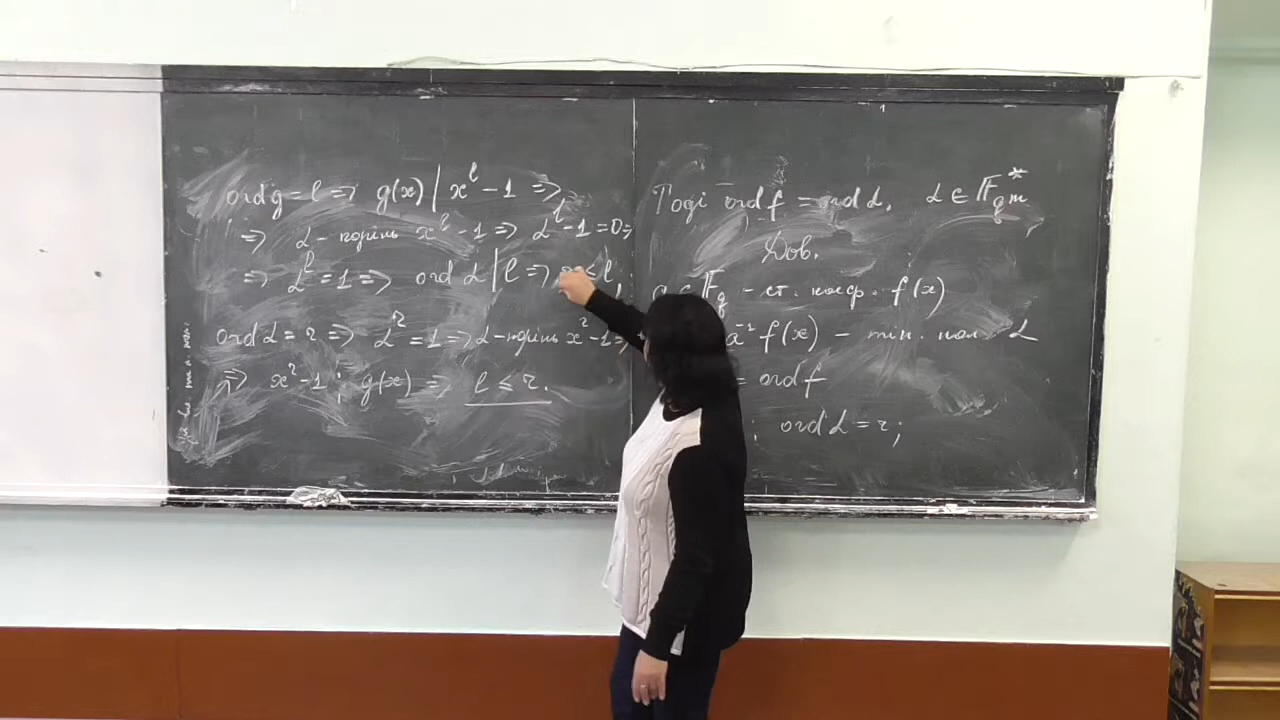 ord g = l => g(x) | x^l - 1 =>
=> α - корінь x^l - 1 => α^l - 1 = 0 =>
=> α^l = 1 => ord α | l => r ≤ l;
ord α = r => α^r = 1 => α - корінь x^r - 1 =>
=> x^r - 1 ⋮ g(x) => l ≤ r.
Тоді ord f = ord α, α ∈ F*_{q^m}
Дов.
a ∈ F_q - ст. коеф. f(x)
a^{-1} f(x) - min. пол. α
= ord f
; ord α = r;